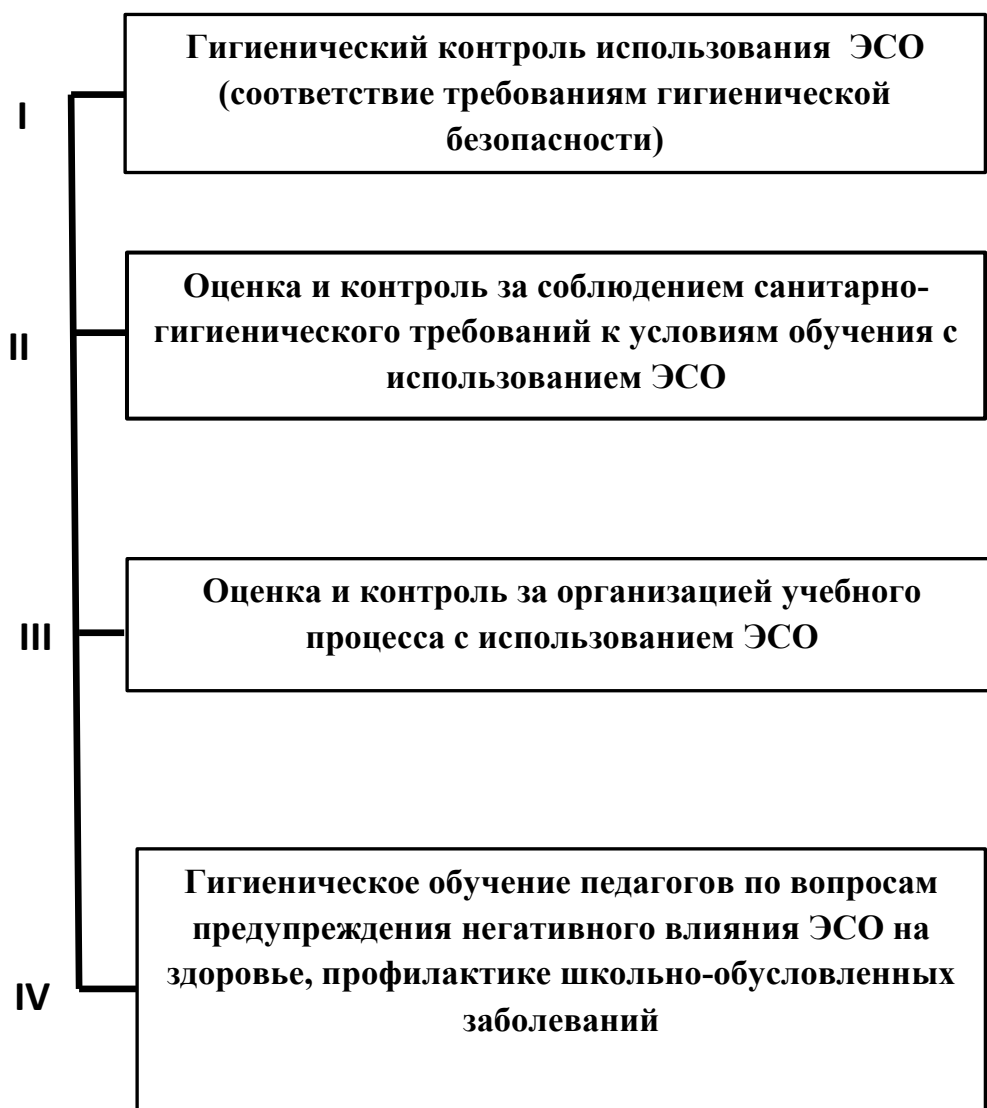 I
Гигиенический контроль использования ЭСО
(соответствие требованиям гигиенической
безопасности)
II
Оценка и контроль за соблюдением санитарно-
гигиенического требований к условиям обучения с
использованием ЭСО
III
Оценка и контроль за организацией учебного
процесса с использованием ЭСО
IV
Гигиеническое обучение педагогов по вопросам
предупреждения негативного влияния ЭСО на
здоровье, профилактике школьно-обусловленных
заболеваний